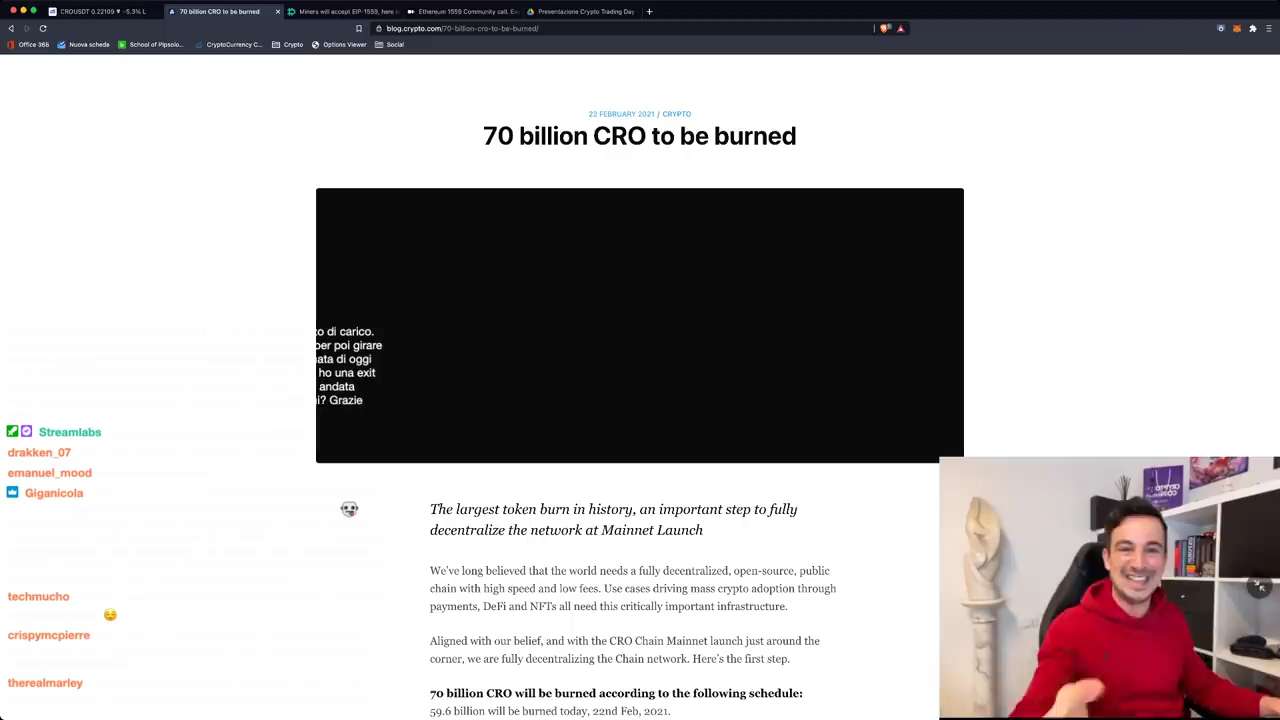 CROUSDT 0.22109 ▼ −5.3% L
70 billion CRO to be burned
Miners will accept EIP-1559, here is
Ethereum 1559 Community call. Eve
Presentazione Crypto Trading Day
blog.crypto.com/70-billion-cro-to-be-burned/
Office 365
Nuova scheda
School of Pipsolo...
CryptoCurrency C...
Crypto
Options Viewer
Social
22 FEBRUARY 2021 / CRYPTO
70 billion CRO to be burned
o di carico.
per poi girare
ata di oggi
ho una exit
andata
i? Grazie
Streamlabs
drakken_07
emanuel_mood
Giganicola
techmucho
crispymcpierre
therealmarley
The largest token burn in history, an important step to fully
decentralize the network at Mainnet Launch
We've long believed that the world needs a fully decentralized, open-source, public
chain with high speed and low fees. Use cases driving mass crypto adoption through
payments, DeFi and NFTs all need this critically important infrastructure.
Aligned with our belief, and with the CRO Chain Mainnet launch just around the
corner, we are fully decentralizing the Chain network. Here's the first step.
70 billion CRO will be burned according to the following schedule:
59.6 billion will be burned today, 22nd Feb, 2021.